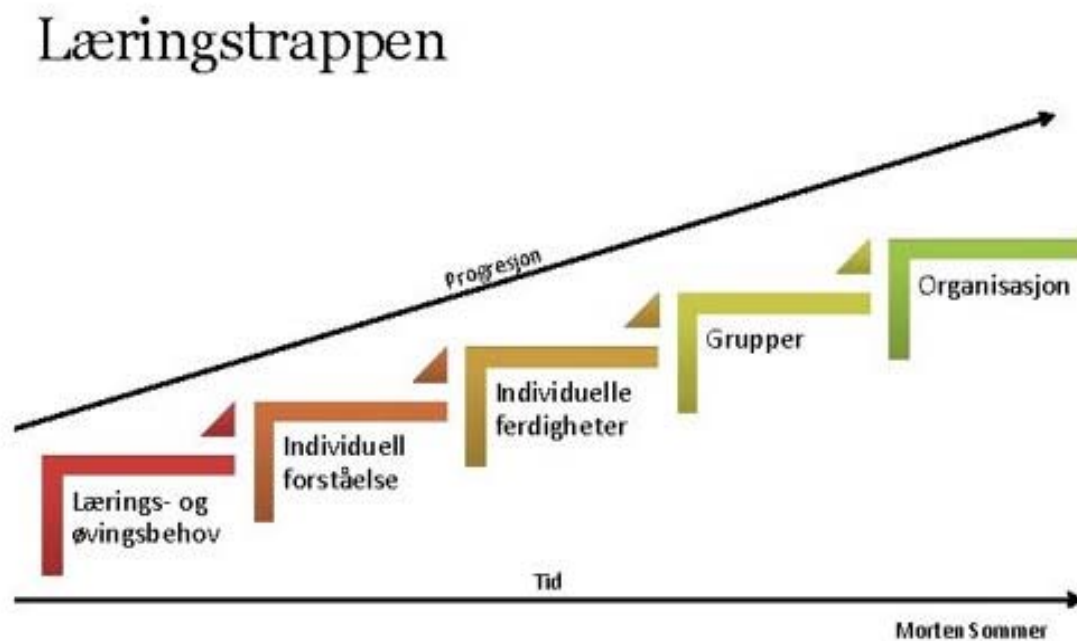 Læringstrappen
Progresjon
Organisasjon
Grupper
Individuelle
ferdigheter
Individuell
forståelse
Lærings- og
øvingsbehov
Tid
Morten Sommer